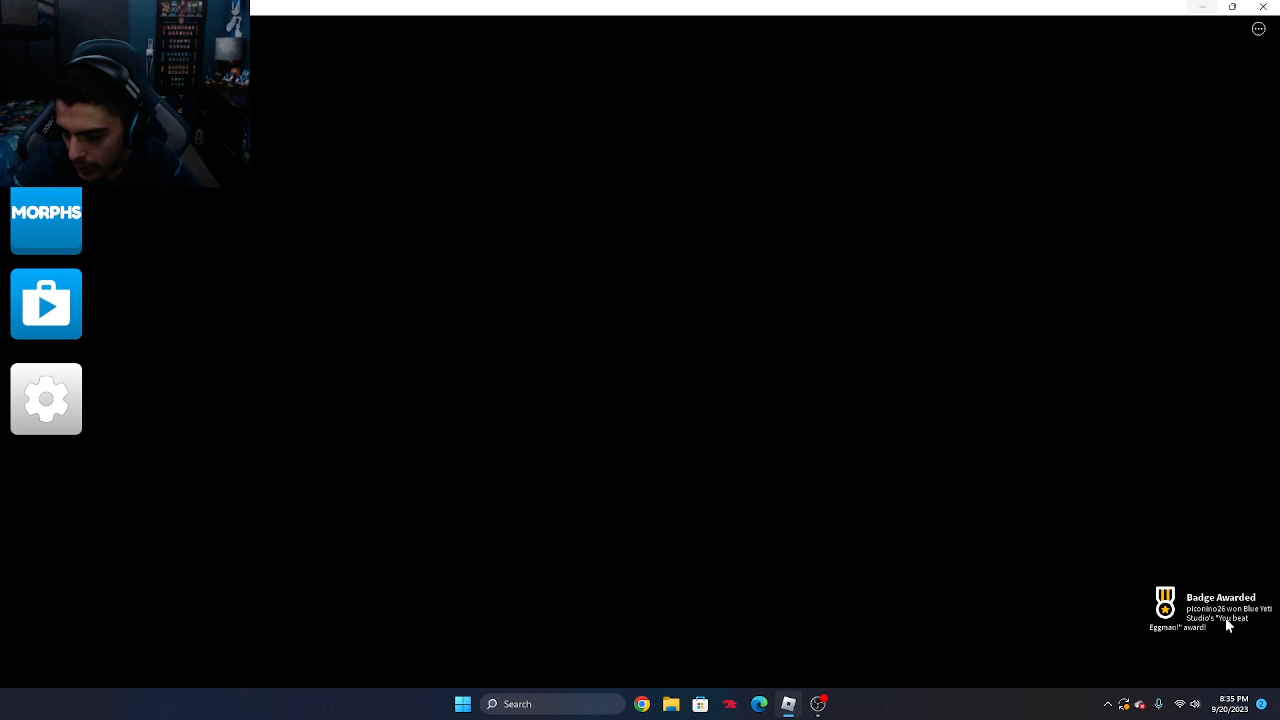 MORPHS
Badge Awarded
piconino26 won Blue Yeti
Studio's "You beat
Eggman!" award!
Search
8:35 PM
9/20/2023
2